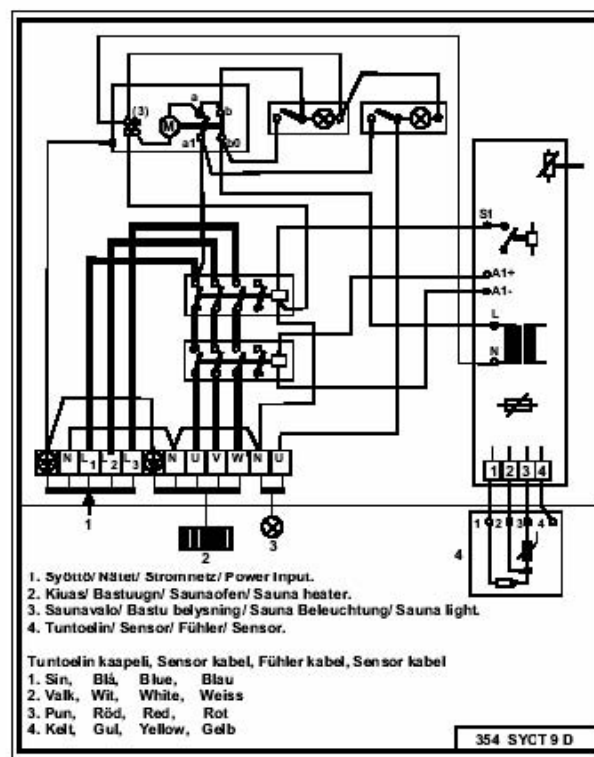 (3)
a
b
M
a1
b0
S1
A1+
A1-
L
N
N L1 L2 L3 N U V W N U
1 2 3 4
1
2
3
1 2 3 4
4
1. Syöttö/ Nätet/ Stromnetz/ Power Input.
2. Kiuas/ Bastuugn/ Saunaofen/ Sauna heater.
3. Saunavalo/ Bastu belysning/ Sauna Beleuchtung/ Sauna light.
4. Tuntoelin/ Sensor/ Fühler/ Sensor.
Tuntoelin kaapeli, Sensor kabel, Fühler kabel, Sensor kabel
1. Sin, Blå, Blue, Blau
2. Valk, Wit, White, Weiss
3. Pun, Röd, Red, Rot
4. Kelt, Gul, Yellow, Gelb
354 SYCT 9 D